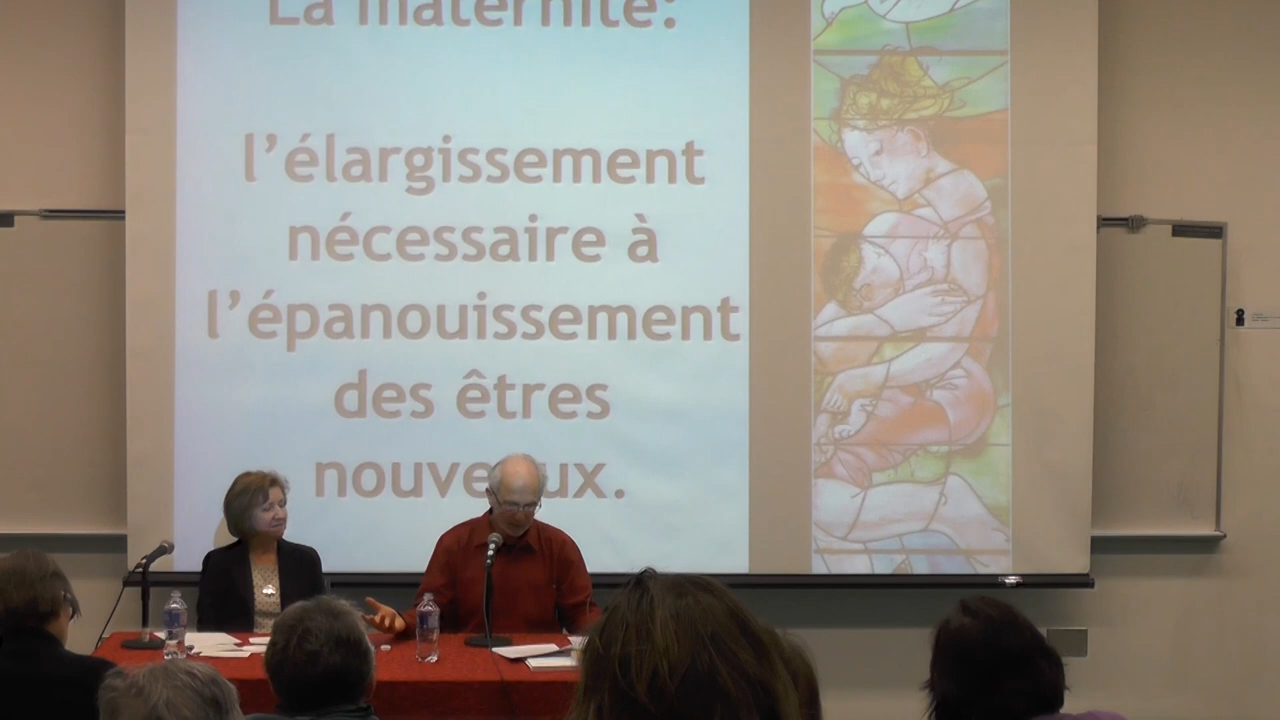 La maternité:
l'élargissement
nécessaire à
l'épanouissement
des êtres
nouveaux.